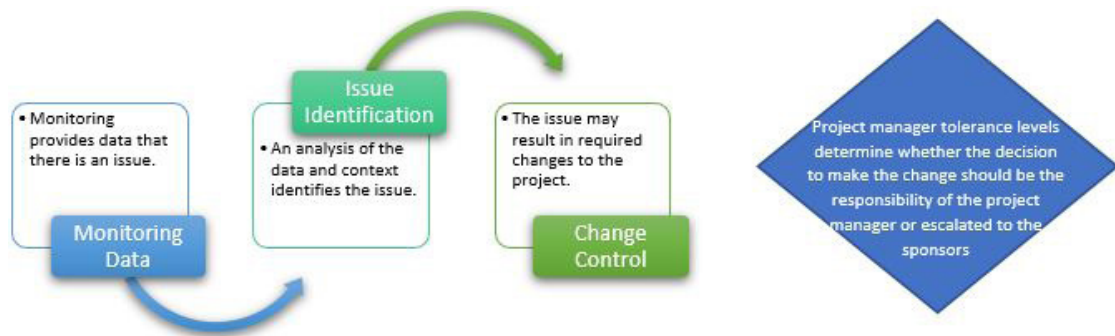 • Monitoring
provides data that
there is an issue.
Monitoring
Data
Issue
Identification
• An analysis of the
data and context
identifies the issue.
• The issue may
result in required
changes to the
project.
Change
Control
Project manager tolerance levels
determine whether the decision
to make the change should be the
responsibility of the project
manager or escalated to the
sponsors